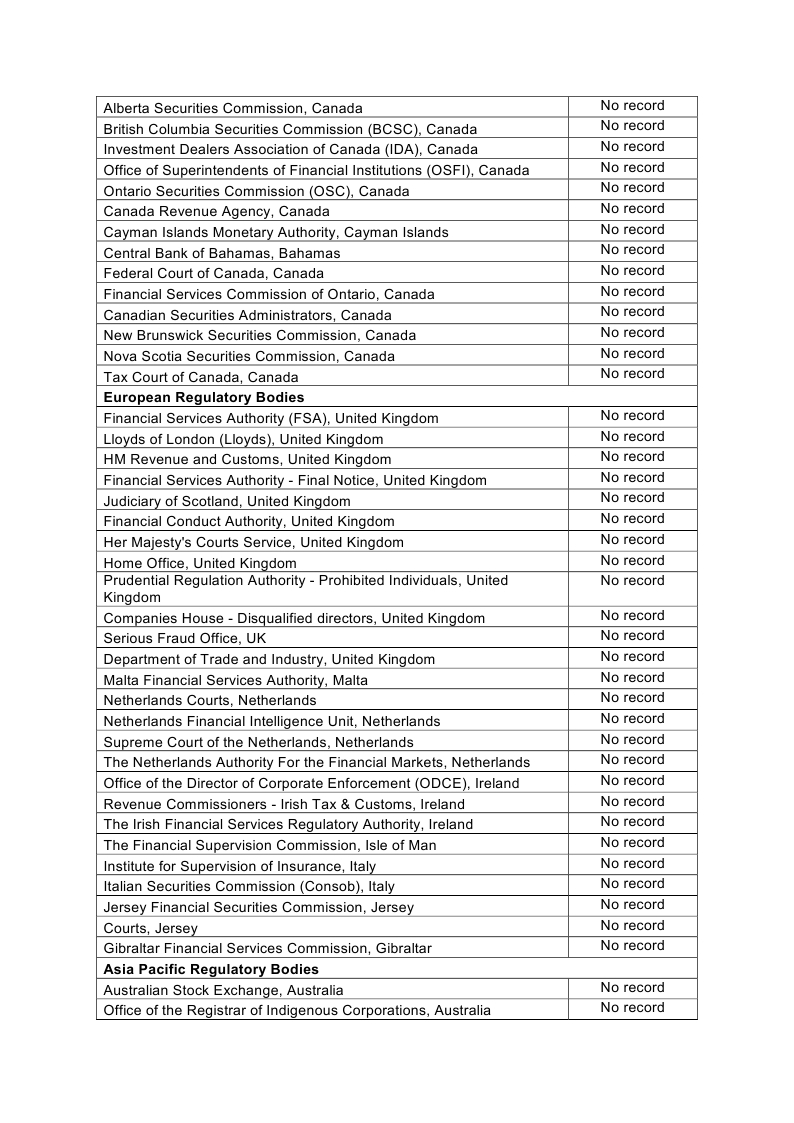 Alberta Securities Commission, Canada No record
British Columbia Securities Commission (BCSC), Canada No record
Investment Dealers Association of Canada (IDA), Canada No record
Office of Superintendents of Financial Institutions (OSFI), Canada No record
Ontario Securities Commission (OSC), Canada No record
Canada Revenue Agency, Canada No record
Cayman Islands Monetary Authority, Cayman Islands No record
Central Bank of Bahamas, Bahamas No record
Federal Court of Canada, Canada No record
Financial Services Commission of Ontario, Canada No record
Canadian Securities Administrators, Canada No record
New Brunswick Securities Commission, Canada No record
Nova Scotia Securities Commission, Canada No record
Tax Court of Canada, Canada No record
European Regulatory Bodies
Financial Services Authority (FSA), United Kingdom No record
Lloyds of London (Lloyds), United Kingdom No record
HM Revenue and Customs, United Kingdom No record
Financial Services Authority - Final Notice, United Kingdom No record
Judiciary of Scotland, United Kingdom No record
Financial Conduct Authority, United Kingdom No record
Her Majesty's Courts Service, United Kingdom No record
Home Office, United Kingdom No record
Prudential Regulation Authority - Prohibited Individuals, United No record
Kingdom
Companies House - Disqualified directors, United Kingdom No record
Serious Fraud Office, UK No record
Department of Trade and Industry, United Kingdom No record
Malta Financial Services Authority, Malta No record
Netherlands Courts, Netherlands No record
Netherlands Financial Intelligence Unit, Netherlands No record
Supreme Court of the Netherlands, Netherlands No record
The Netherlands Authority For the Financial Markets, Netherlands No record
Office of the Director of Corporate Enforcement (ODCE), Ireland No record
Revenue Commissioners - Irish Tax & Customs, Ireland No record
The Irish Financial Services Regulatory Authority, Ireland No record
The Financial Supervision Commission, Isle of Man No record
Institute for Supervision of Insurance, Italy No record
Italian Securities Commission (Consob), Italy No record
Jersey Financial Securities Commission, Jersey No record
Courts, Jersey No record
Gibraltar Financial Services Commission, Gibraltar No record
Asia Pacific Regulatory Bodies
Australian Stock Exchange, Australia No record
Office of the Registrar of Indigenous Corporations, Australia No record